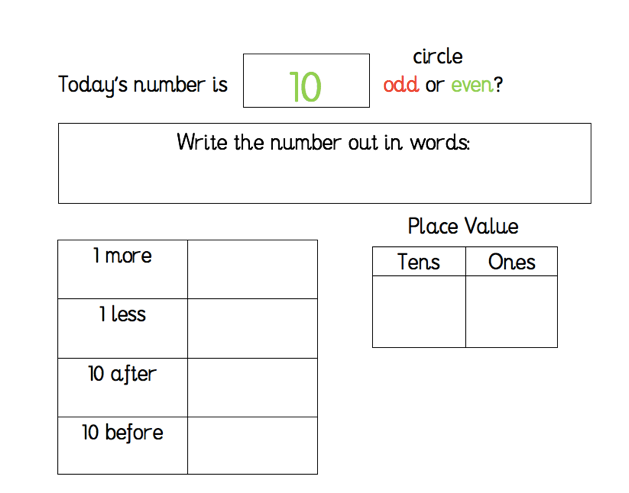 circle
Today's number is 10 odd or even?
Write the number out in words:
Place Value
Tens Ones
1 more
1 less
10 after
10 before